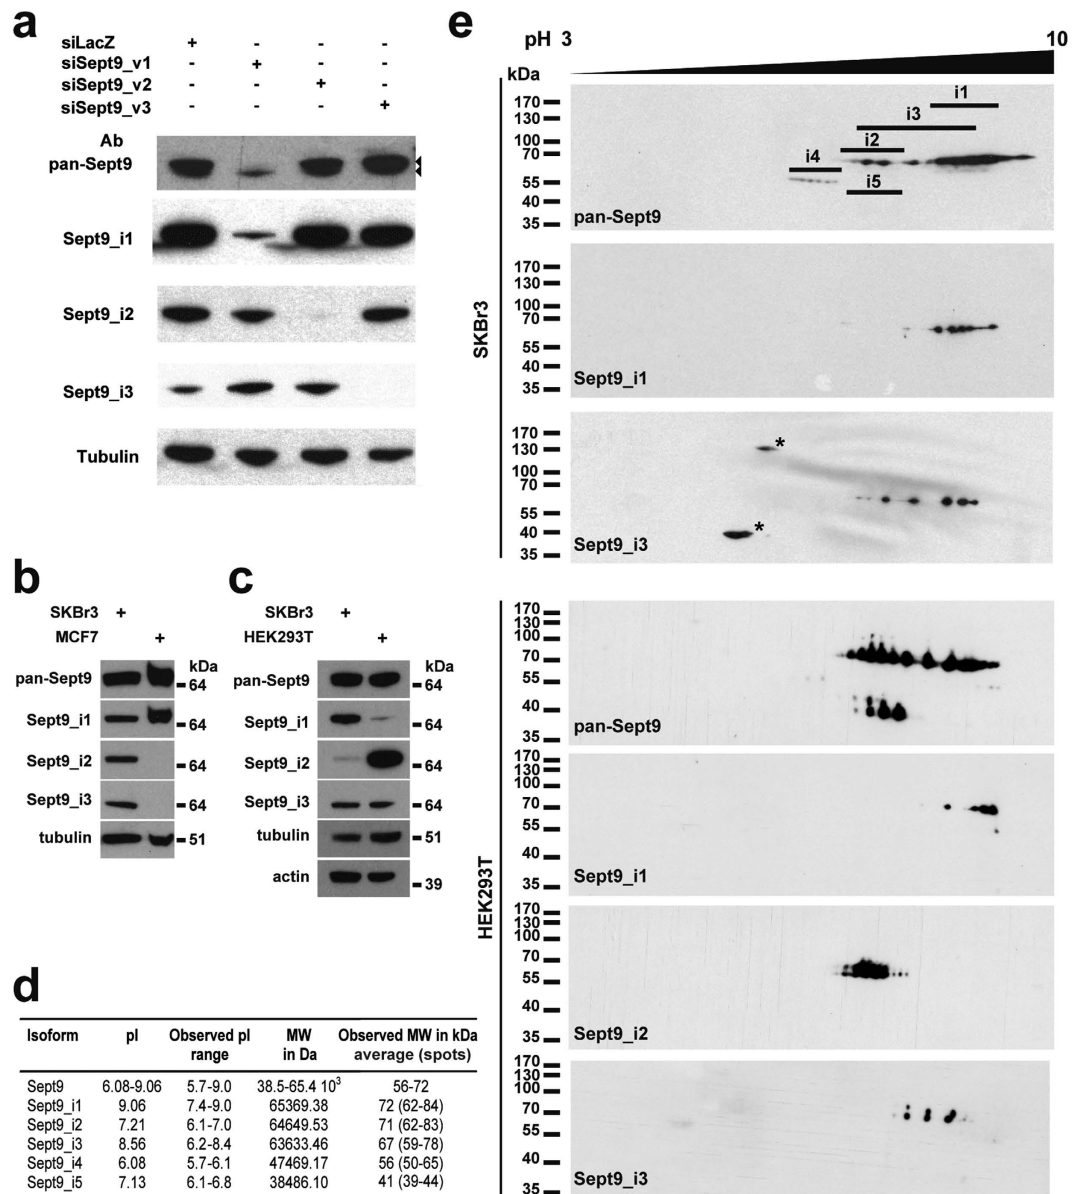 a
siLacZ + - - -
siSept9_v1 - + - -
siSept9_v2 - - + -
siSept9_v3 - - - +
Ab
pan-Sept9
Sept9_i1
Sept9_i2
Sept9_i3
Tubulin
b
SKBr3 +
MCF7 +
kDa
pan-Sept9 64
Sept9_i1 64
Sept9_i2 64
Sept9_i3 64
tubulin 51
c
SKBr3 +
HEK293T +
kDa
pan-Sept9 64
Sept9_i1 64
Sept9_i2 64
Sept9_i3 64
tubulin 51
actin 39
d
Isoform pI Observed pI range MW in Da Observed MW in kDa average (spots)
Sept9 6.08-9.06 5.7-9.0 38.5-65.4 10³ 56-72
Sept9_i1 9.06 7.4-9.0 65369.38 72 (62-84)
Sept9_i2 7.21 6.1-7.0 64649.53 71 (62-83)
Sept9_i3 8.56 6.2-8.4 63633.46 67 (59-78)
Sept9_i4 6.08 5.7-6.1 47469.17 56 (50-65)
Sept9_i5 7.13 6.1-6.8 38486.10 41 (39-44)
e
pH 3 10
kDa
SKBr3
170
130
100
70
55
40
35
i1
i3
i2
i4
i5
pan-Sept9
170
130
100
70
55
40
35
Sept9_i1
170
130
100
70
55
40
35
*
*
Sept9_i3
HEK293T
170
130
100
70
55
40
35
pan-Sept9
170
130
100
70
55
40
35
Sept9_i1
170
130
100
70
55
40
35
Sept9_i2
170
130
100
70
55
40
35
Sept9_i3